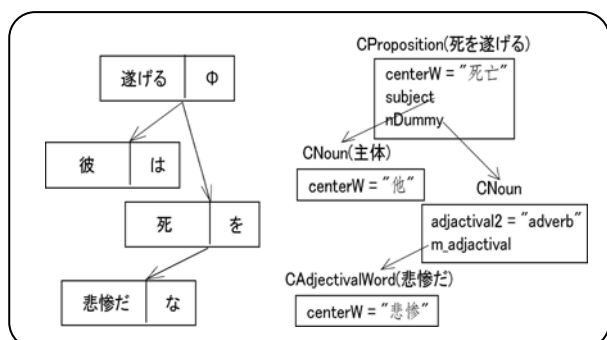 遂げる Φ
彼 は
死 を
悲惨だ な
CProposition(死を遂げる)
centerW = "死亡"
subject
nDummy
CNoun(主体)
centerW = "他"
CNoun
adjactival2 = "adverb"
m_adjactival
CAdjectivalWord(悲惨だ)
centerW = "悲惨"